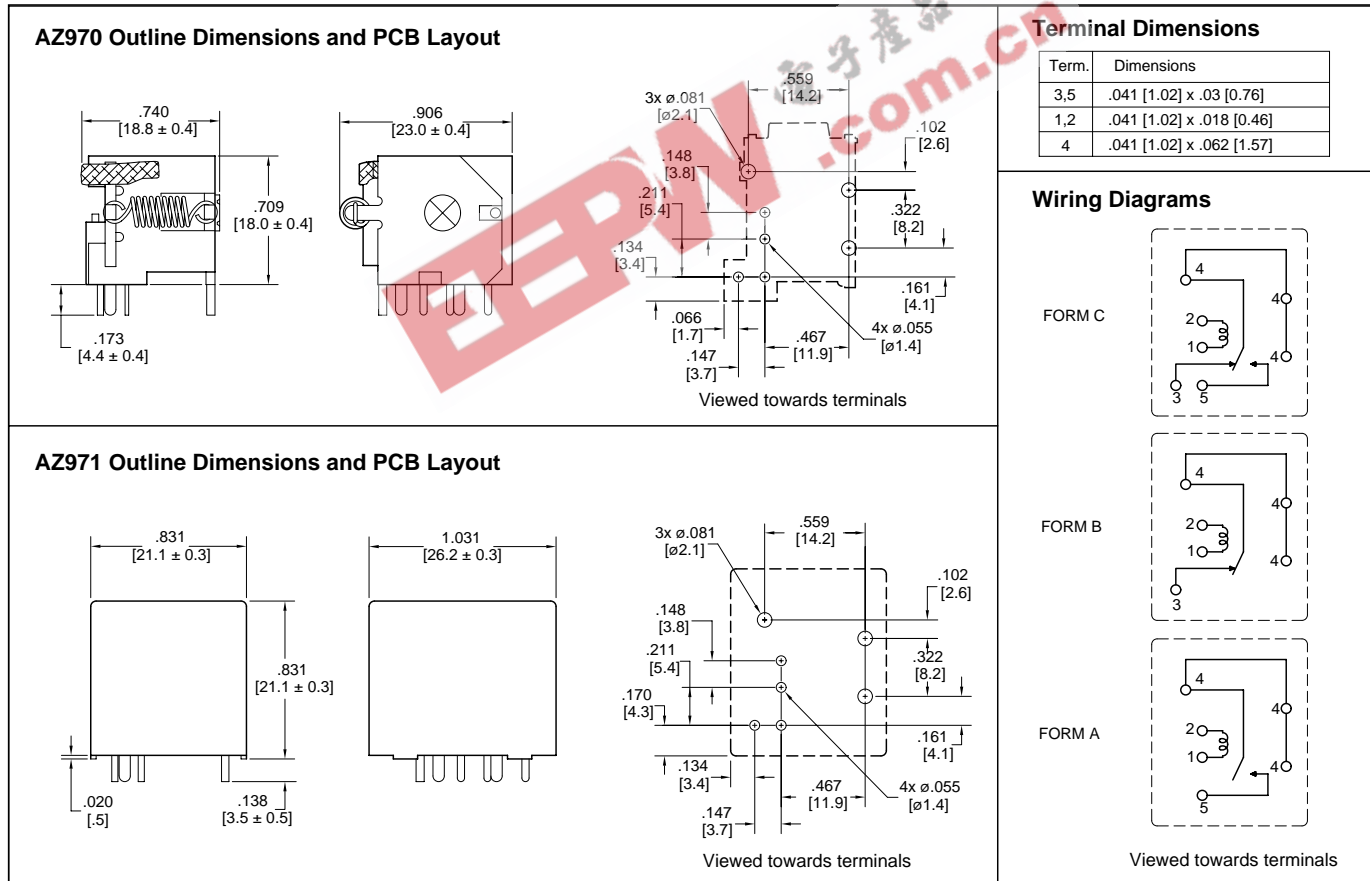 AZ970 Outline Dimensions and PCB Layout
.740
[18.8 ± 0.4]
.709
[18.0 ± 0.4]
.173
[4.4 ± 0.4]
.906
[23.0 ± 0.4]
.559
[14.2]
3x ø.081
[ø2.1]
.102
[2.6]
.148
[3.8]
.211
[5.4]
.322
[8.2]
.134
[3.4]
.161
[4.1]
.066
[1.7]
.467
[11.9]
4x ø.055
[ø1.4]
.147
[3.7]
Viewed towards terminals
EEPW.com.cn
電子產品
AZ971 Outline Dimensions and PCB Layout
.831
[21.1 ± 0.3]
.831
[21.1 ± 0.3]
.020
[.5]
.138
[3.5 ± 0.5]
1.031
[26.2 ± 0.3]
3x ø.081
[ø2.1]
.559
[14.2]
.102
[2.6]
.148
[3.8]
.211
[5.4]
.322
[8.2]
.170
[4.3]
.161
[4.1]
.134
[3.4]
.467
[11.9]
4x ø.055
[ø1.4]
.147
[3.7]
Viewed towards terminals
Terminal Dimensions
Term. Dimensions
3,5 .041 [1.02] x .03 [0.76]
1,2 .041 [1.02] x .018 [0.46]
4 .041 [1.02] x .062 [1.57]
Wiring Diagrams
FORM C
4
4
2
1
4
3 5
FORM B
4
4
2
1
4
3
FORM A
4
4
2
1
4
5
Viewed towards terminals